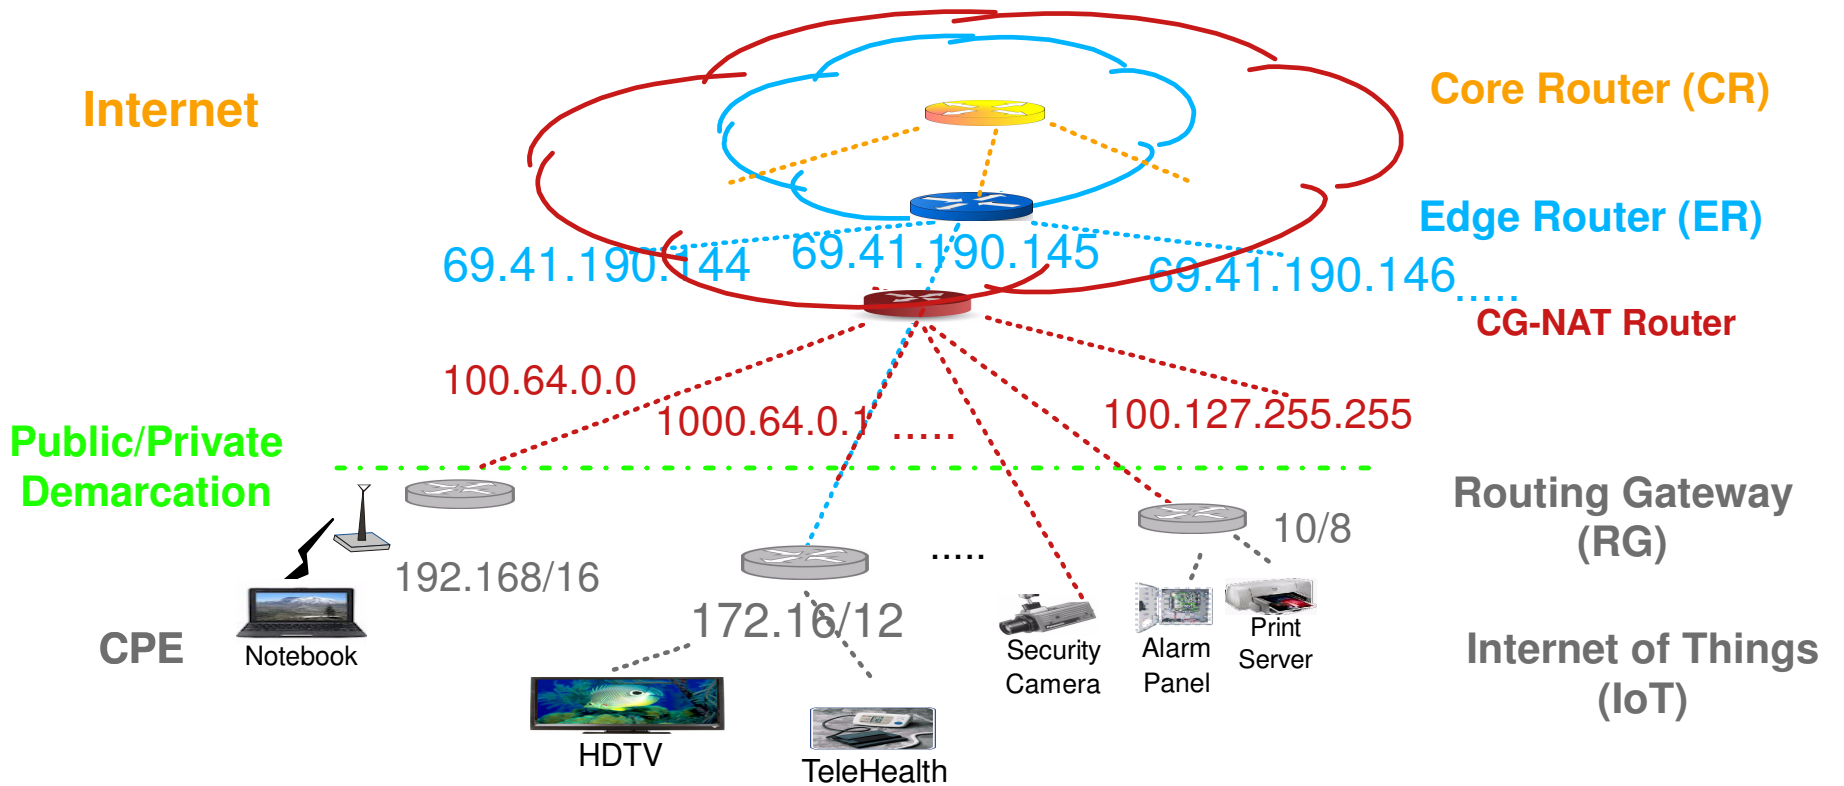 Internet
Core Router (CR)
Edge Router (ER)
69.41.190.144
69.41.190.145
69.41.190.146
.....
CG-NAT Router
100.64.0.0
1000.64.0.1
.....
100.127.255.255
Public/Private
Demarcation
Routing Gateway
(RG)
10/8
.....
192.168/16
172.16/12
CPE
Notebook
Security
Camera
Alarm
Panel
Print
Server
Internet of Things
(IoT)
HDTV
TeleHealth